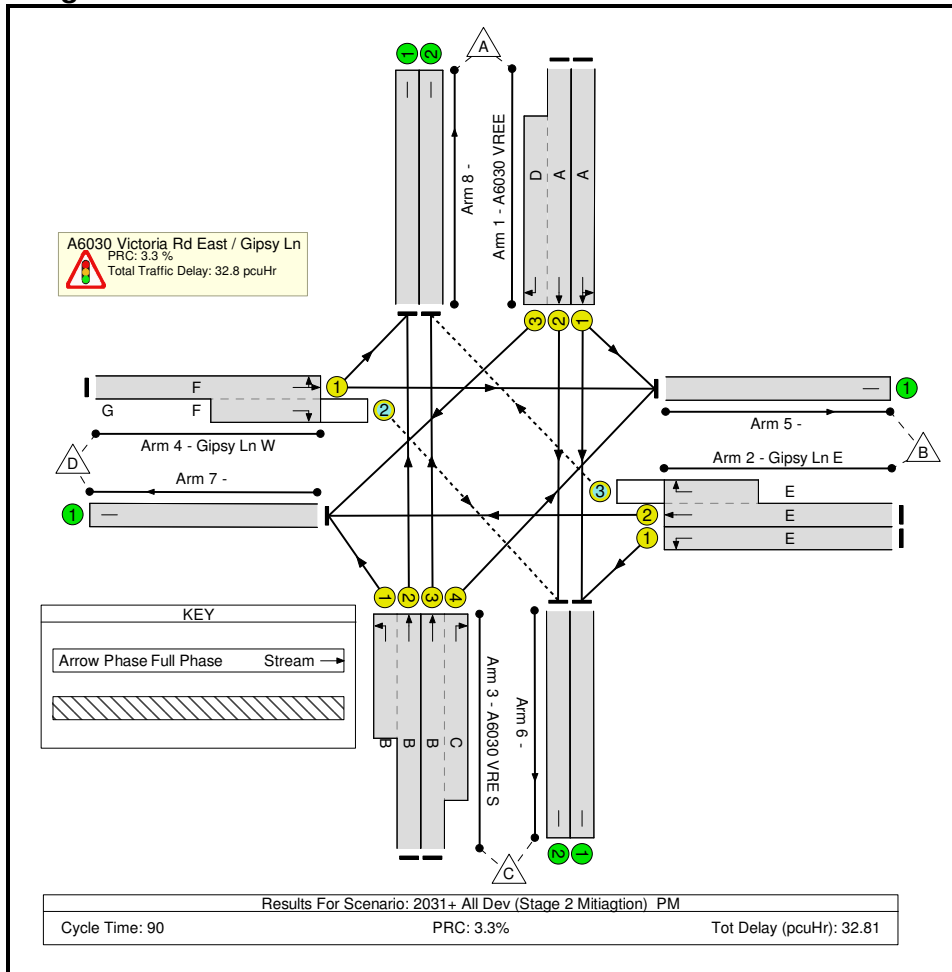 1
2
A
Arm 8 -
Arm 1 - A6030 VREE
D
A
A
A6030 Victoria Rd East / Gipsy Ln
PRC: 3.3 %
Total Traffic Delay: 32.8 pcuHr
3
2
1
F
1
G
F
2
Arm 4 - Gipsy Ln W
D
Arm 7 -
1
1
Arm 5 -
B
Arm 2 - Gipsy Ln E
3
E
2
E
1
E
1
2
3
4
KEY
Arrow Phase Full Phase Stream
B
B
B
C
Arm 3 - A6030 VRE S
Arm 6 -
2
1
C
Results For Scenario: 2031+ All Dev (Stage 2 Mitiagtion) PM
Cycle Time: 90 PRC: 3.3% Tot Delay (pcuHr): 32.81